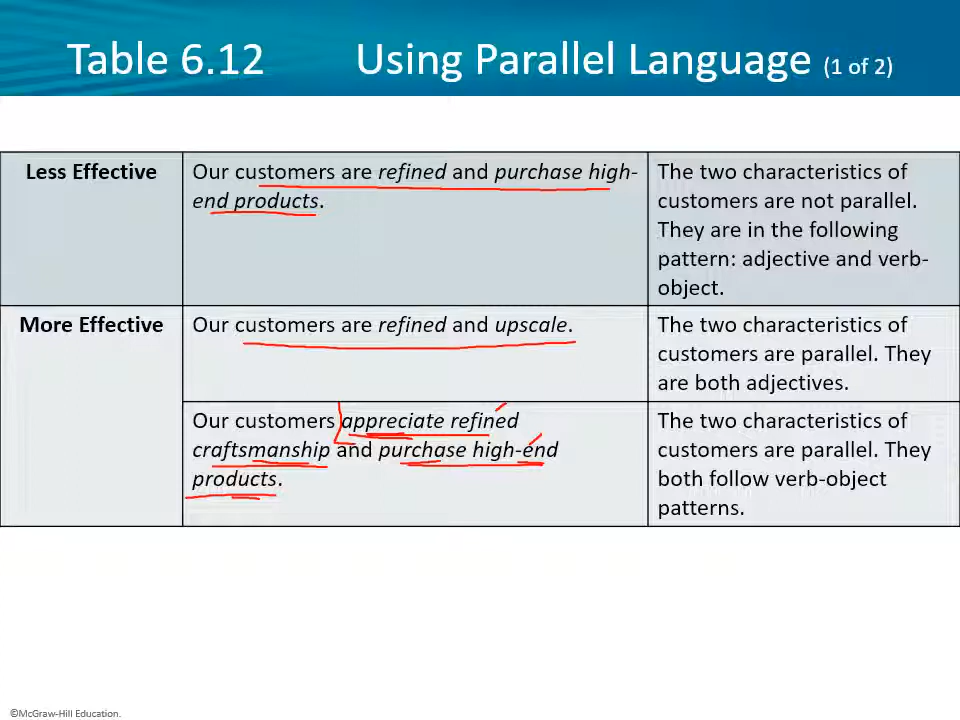 Table 6.12 Using Parallel Language (1 of 2)
Less Effective
Our customers are refined and purchase high-
end products.
The two characteristics of
customers are not parallel.
They are in the following
pattern: adjective and verb-
object.
More Effective
Our customers are refined and upscale.
The two characteristics of
customers are parallel. They
are both adjectives.
Our customers appreciate refined
craftsmanship and purchase high-end
products.
The two characteristics of
customers are parallel. They
both follow verb-object
patterns.
©McGraw-Hill Education.